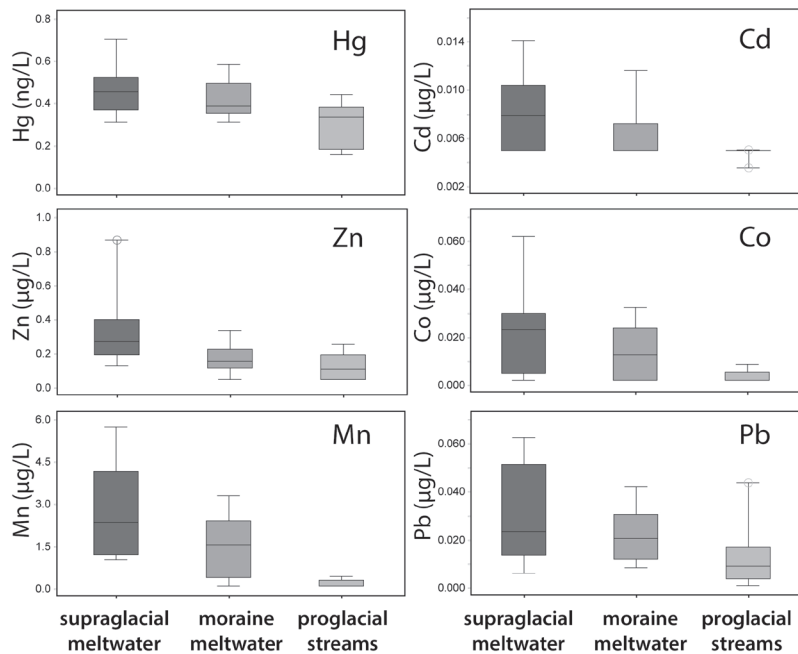 Hg
Hg (ng/L)
0.8
0.6
0.4
0.2
0.0
Cd
Cd (µg/L)
0.014
0.010
0.006
0.002
Zn
Zn (µg/L)
1.0
0.8
0.6
0.4
0.2
0.0
Co
Co (µg/L)
0.060
0.040
0.020
0.000
Mn
Mn (µg/L)
6.0
4.5
3.0
1.5
0.0
Pb
Pb (µg/L)
0.060
0.040
0.020
0.000
supraglacial
meltwater
moraine
meltwater
proglacial
streams
supraglacial
meltwater
moraine
meltwater
proglacial
streams